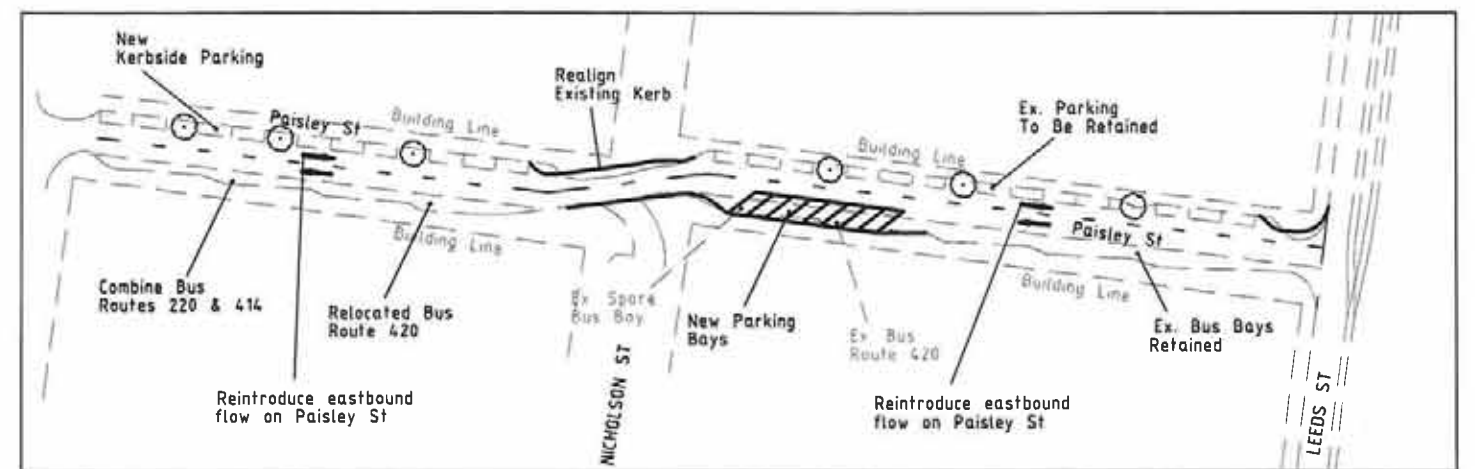 New
Kerbside Parking
Paisley St
Building Line
Realign
Existing Kerb
Ex. Parking
To Be Retained
Building Line
Paisley St
Building Line
Building Line
Combine Bus
Routes 220 & 414
Relocated Bus
Route 420
Ex Spare
Bus Bay
New Parking
Bays
Ex Bus
Route 420
Ex. Bus Bays
Retained
Reintroduce eastbound
flow on Paisley St
NICHOLSON ST
Reintroduce eastbound
flow on Paisley St
LEEDS ST